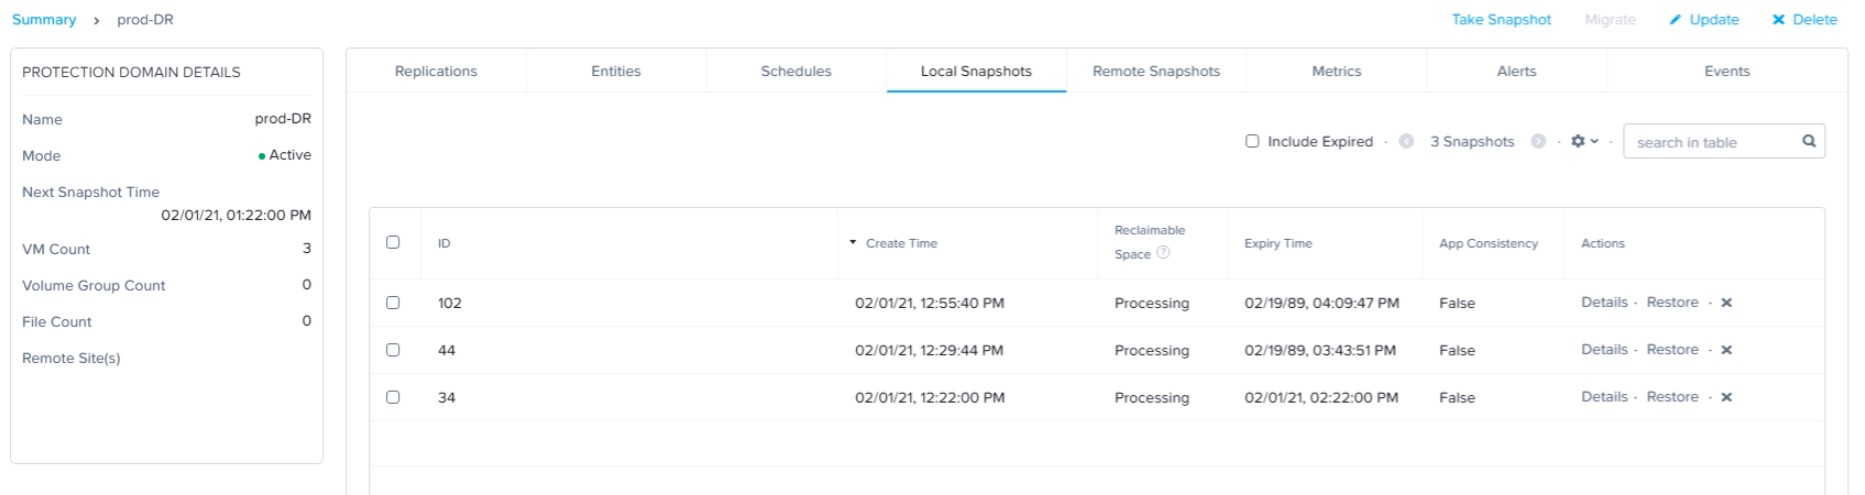 Summary > prod-DR Take Snapshot Migrate Update Delete
PROTECTION DOMAIN DETAILS
Name prod-DR
Mode Active
Next Snapshot Time
02/01/21, 01:22:00 PM
VM Count 3
Volume Group Count 0
File Count 0
Remote Site(s)
Replications Entities Schedules Local Snapshots Remote Snapshots Metrics Alerts Events
Include Expired · 3 Snapshots · · search in table
ID Create Time Reclaimable Space Expiry Time App Consistency Actions
102 02/01/21, 12:55:40 PM Processing 02/19/89, 04:09:47 PM False Details · Restore · ×
44 02/01/21, 12:29:44 PM Processing 02/19/89, 03:43:51 PM False Details · Restore · ×
34 02/01/21, 12:22:00 PM Processing 02/01/21, 02:22:00 PM False Details · Restore · ×